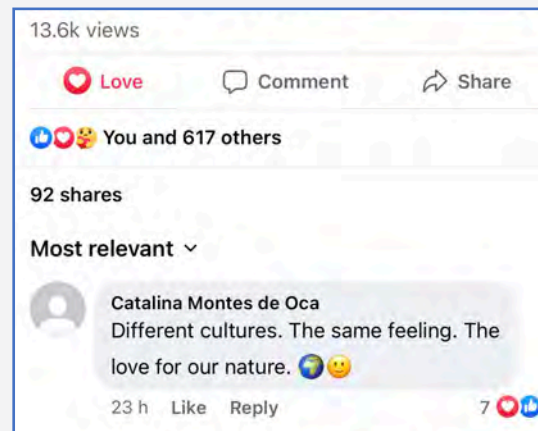 13.6k views
Love Comment Share
You and 617 others
92 shares
Most relevant
Catalina Montes de Oca
Different cultures. The same feeling. The
love for our nature. 🌍🙂
23 h Like Reply 7